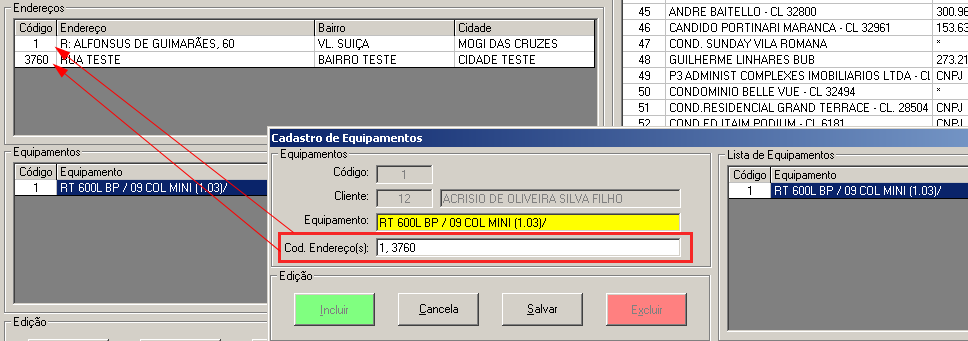 Endereços
Código Endereço Bairro Cidade
1 R: ALFONSUS DE GUIMARÃES, 60 VL. SUIÇA MOGI DAS CRUZES
3760 RUA TESTE BAIRRO TESTE CIDADE TESTE
45 ANDRE BAITELLO - CL 32800 300.96
46 CANDIDO PORTINARI MARANCA - CL 32961 153.63
47 COND. SUNDAY VILA ROMANA *
48 GUILHERME LINHARES BUB 273.21
49 P3 ADMINIST COMPLEXES IMOBILIARIOS LTDA - CL CNPJ
50 CONDOMINIO BELLE VUE - CL 32494 *
51 COND.RESIDENCIAL GRAND TERRACE - CL. 28504 CNPJ
52 COND.ED.ITAIM PODIUM - CL 6181 CNPJ
Equipamentos
Código Equipamento
1 RT 600L BP / 09 COL MINI (1.03)/
Edição
Cadastro de Equipamentos
Equipamentos
Código: 1
Cliente: 12 ACRISIO DE OLIVEIRA SILVA FILHO
Equipamento: RT 600L BP / 09 COL MINI (1.03)/
Cod. Endereço(s): 1, 3760
Edição
Incluir Cancela Salvar Excluir
Lista de Equipamentos
Código Equipamento
1 RT 600L BP / 09 COL MINI (1.03)/